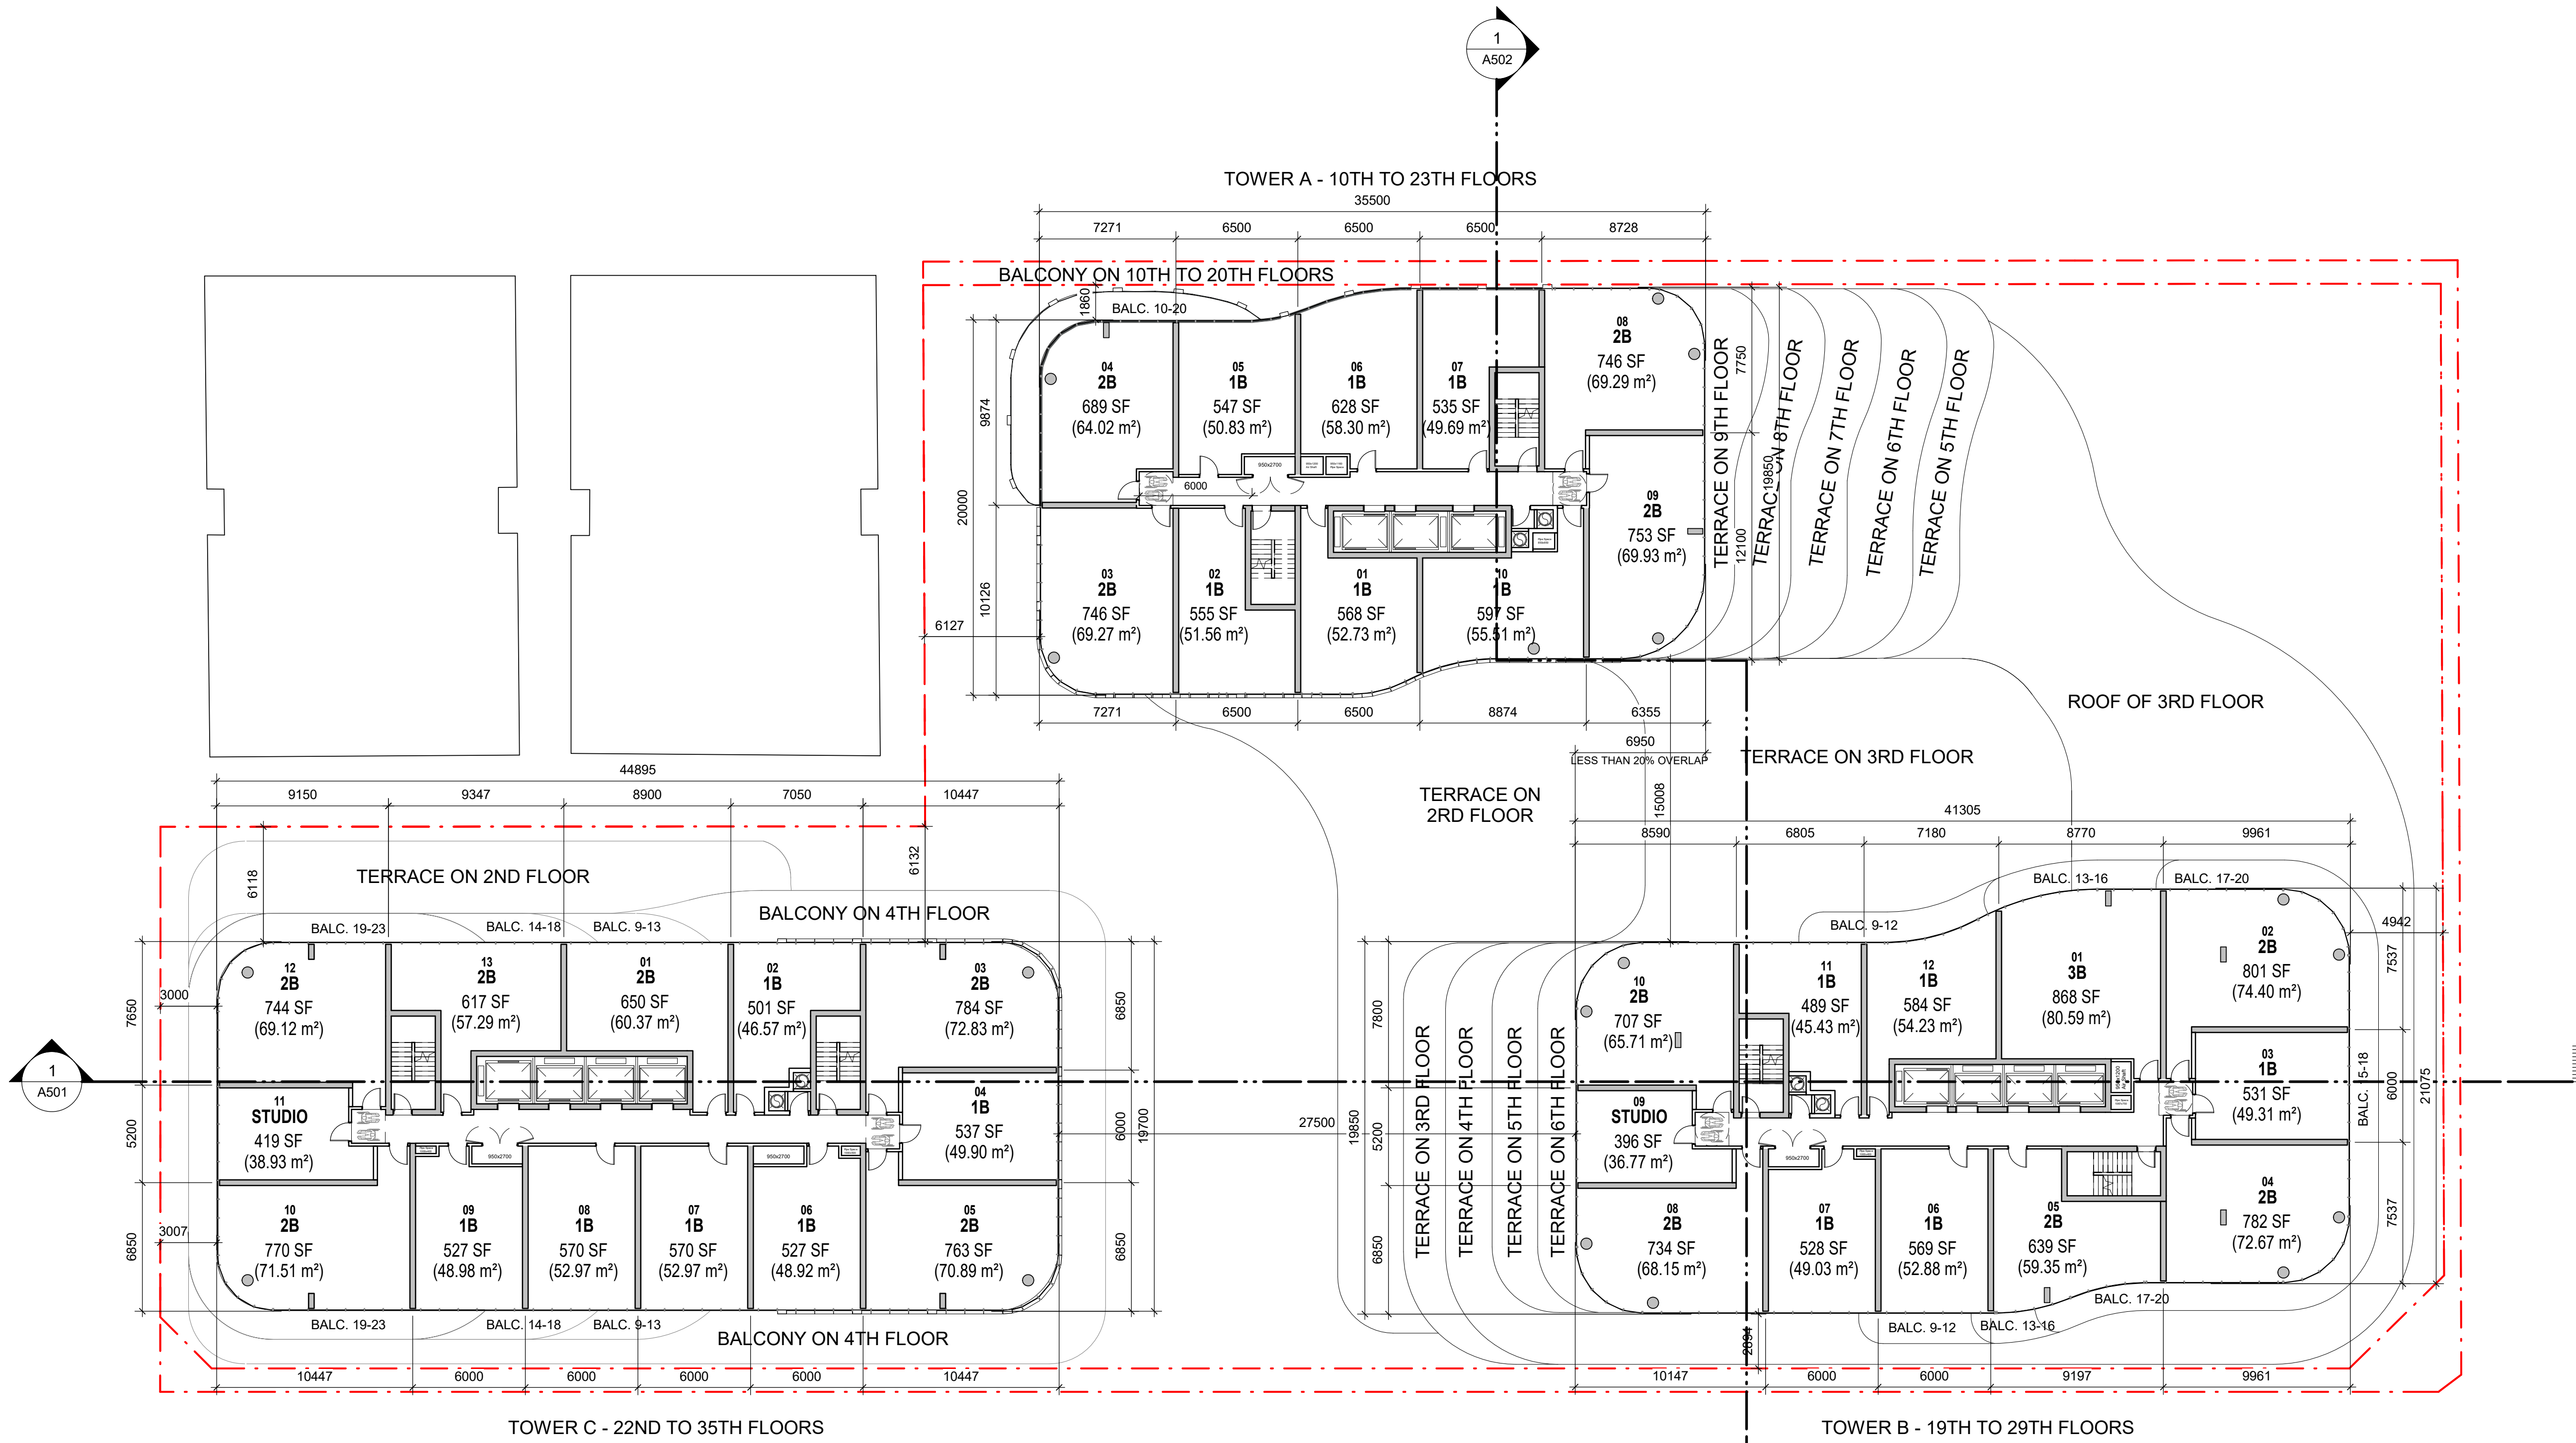 1
A502
TOWER A - 10TH TO 23TH FLOORS
35500
7271
6500
6500
6500
8728
BALCONY ON 10TH TO 20TH FLOORS
1860
BALC. 10-20
04
2B
689 SF
(64.02 m²)
05
1B
547 SF
(50.83 m²)
06
1B
628 SF
(58.30 m²)
07
1B
535 SF
(49.69 m²)
08
2B
746 SF
(69.29 m²)
9874
20000
10126
6127
950x2700
6000
7750
19850
12100
TERRACE ON 9TH FLOOR
TERRACE ON 8TH FLOOR
TERRACE ON 7TH FLOOR
TERRACE ON 6TH FLOOR
TERRACE ON 5TH FLOOR
03
2B
746 SF
(69.27 m²)
02
1B
555 SF
(51.56 m²)
01
1B
568 SF
(52.73 m²)
10
1B
597 SF
(55.51 m²)
09
2B
753 SF
(69.93 m²)
7271
6500
6500
8874
6355
6950
LESS THAN 20% OVERLAP
ROOF OF 3RD FLOOR
TERRACE ON 3RD FLOOR
TERRACE ON
2RD FLOOR
15008
44895
9150
9347
8900
7050
10447
6118
6132
TERRACE ON 2ND FLOOR
BALCONY ON 4TH FLOOR
BALC. 19-23
BALC. 14-18
BALC. 9-13
3000
7650
5200
6850
3007
12
2B
744 SF
(69.12 m²)
13
2B
617 SF
(57.29 m²)
01
2B
650 SF
(60.37 m²)
02
1B
501 SF
(46.57 m²)
03
2B
784 SF
(72.83 m²)
1
A501
11
STUDIO
419 SF
(38.93 m²)
04
1B
537 SF
(49.90 m²)
950x2700
950x2700
10
2B
770 SF
(71.51 m²)
09
1B
527 SF
(48.98 m²)
08
1B
570 SF
(52.97 m²)
07
1B
570 SF
(52.97 m²)
06
1B
527 SF
(48.92 m²)
05
2B
763 SF
(70.89 m²)
6850
6000
6850
19700
BALC. 19-23
BALC. 14-18
BALC. 9-13
BALCONY ON 4TH FLOOR
10447
6000
6000
6000
6000
10447
TOWER C - 22ND TO 35TH FLOORS
27500
41305
8590
6805
7180
8770
9961
BALC. 9-12
BALC. 13-16
BALC. 17-20
4942
7800
5200
6850
19850
TERRACE ON 3RD FLOOR
TERRACE ON 4TH FLOOR
TERRACE ON 5TH FLOOR
TERRACE ON 6TH FLOOR
10
2B
707 SF
(65.71 m²)
11
1B
489 SF
(45.43 m²)
12
1B
584 SF
(54.23 m²)
01
3B
868 SF
(80.59 m²)
02
2B
801 SF
(74.40 m²)
03
1B
531 SF
(49.31 m²)
09
STUDIO
396 SF
(36.77 m²)
950x2700
08
2B
734 SF
(68.15 m²)
07
1B
528 SF
(49.03 m²)
06
1B
569 SF
(52.88 m²)
05
2B
639 SF
(59.35 m²)
04
2B
782 SF
(72.67 m²)
7537
6000
7537
21075
BALC. 15-18
BALC. 17-20
BALC. 9-12
BALC. 13-16
2894
10147
6000
6000
9197
9961
TOWER B - 19TH TO 29TH FLOORS